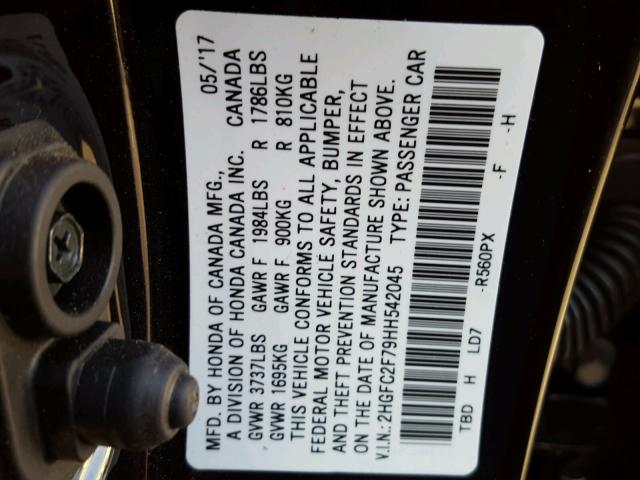 MFD. BY HONDA OF CANADA MFG., 05/'17
A DIVISION OF HONDA CANADA INC. CANADA
GVWR 3737LBS GAWR F 1984LBS R 1786LBS
GVWR 1695KG GAWR F 900KG R 810KG
THIS VEHICLE CONFORMS TO ALL APPLICABLE
FEDERAL MOTOR VEHICLE SAFETY, BUMPER,
AND THEFT PREVENTION STANDARDS IN EFFECT
ON THE DATE OF MANUFACTURE SHOWN ABOVE.
V.I.N.: 2HGFC2F79HH542045 TYPE: PASSENGER CAR
TBD H LD7 -R560PX -F -H